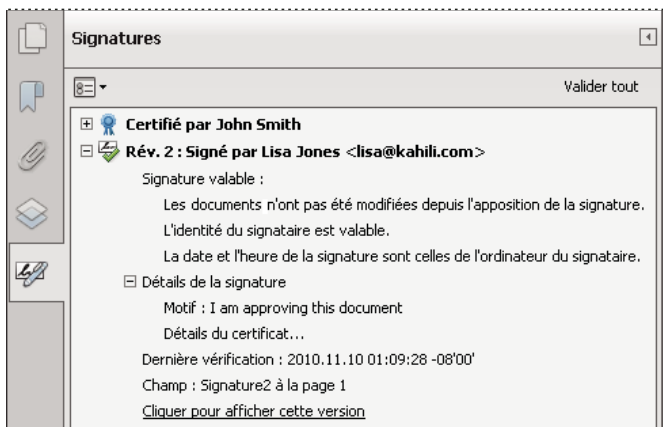 Signatures
Valider tout
Certifié par John Smith
Rév. 2 : Signé par Lisa Jones <lisa@kahili.com>
Signature valable :
Les documents n'ont pas été modifiées depuis l'apposition de la signature.
L'identité du signataire est valable.
La date et l'heure de la signature sont celles de l'ordinateur du signataire.
Détails de la signature
Motif : I am approving this document
Détails du certificat...
Dernière vérification : 2010.11.10 01:09:28 -08'00'
Champ : Signature2 à la page 1
Cliquer pour afficher cette version